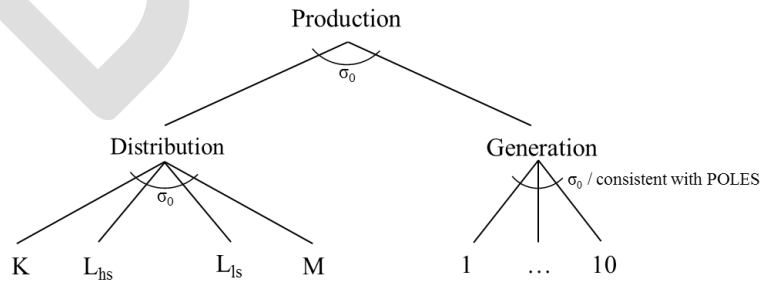 Production
σ₀
Distribution
Generation
σ₀
σ₀ / consistent with POLES
K Lₕₛ Lₗₛ M 1 ... 10